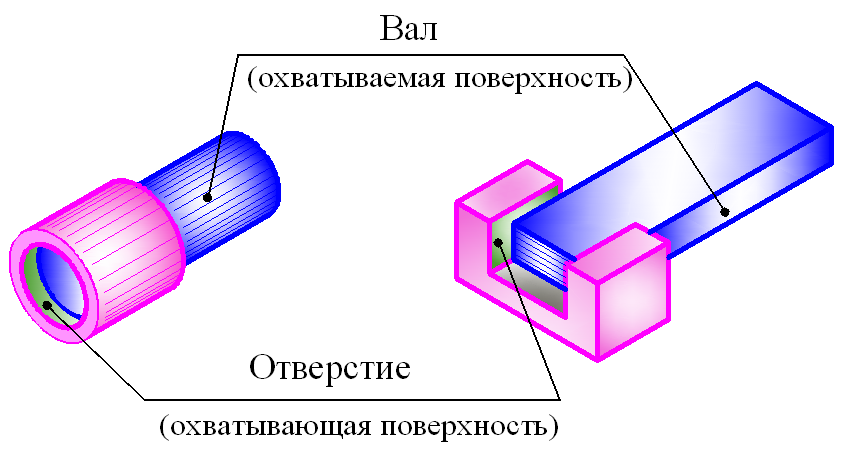 Вал
(охватываемая поверхность)
Отверстие
(охватывающая поверхность)